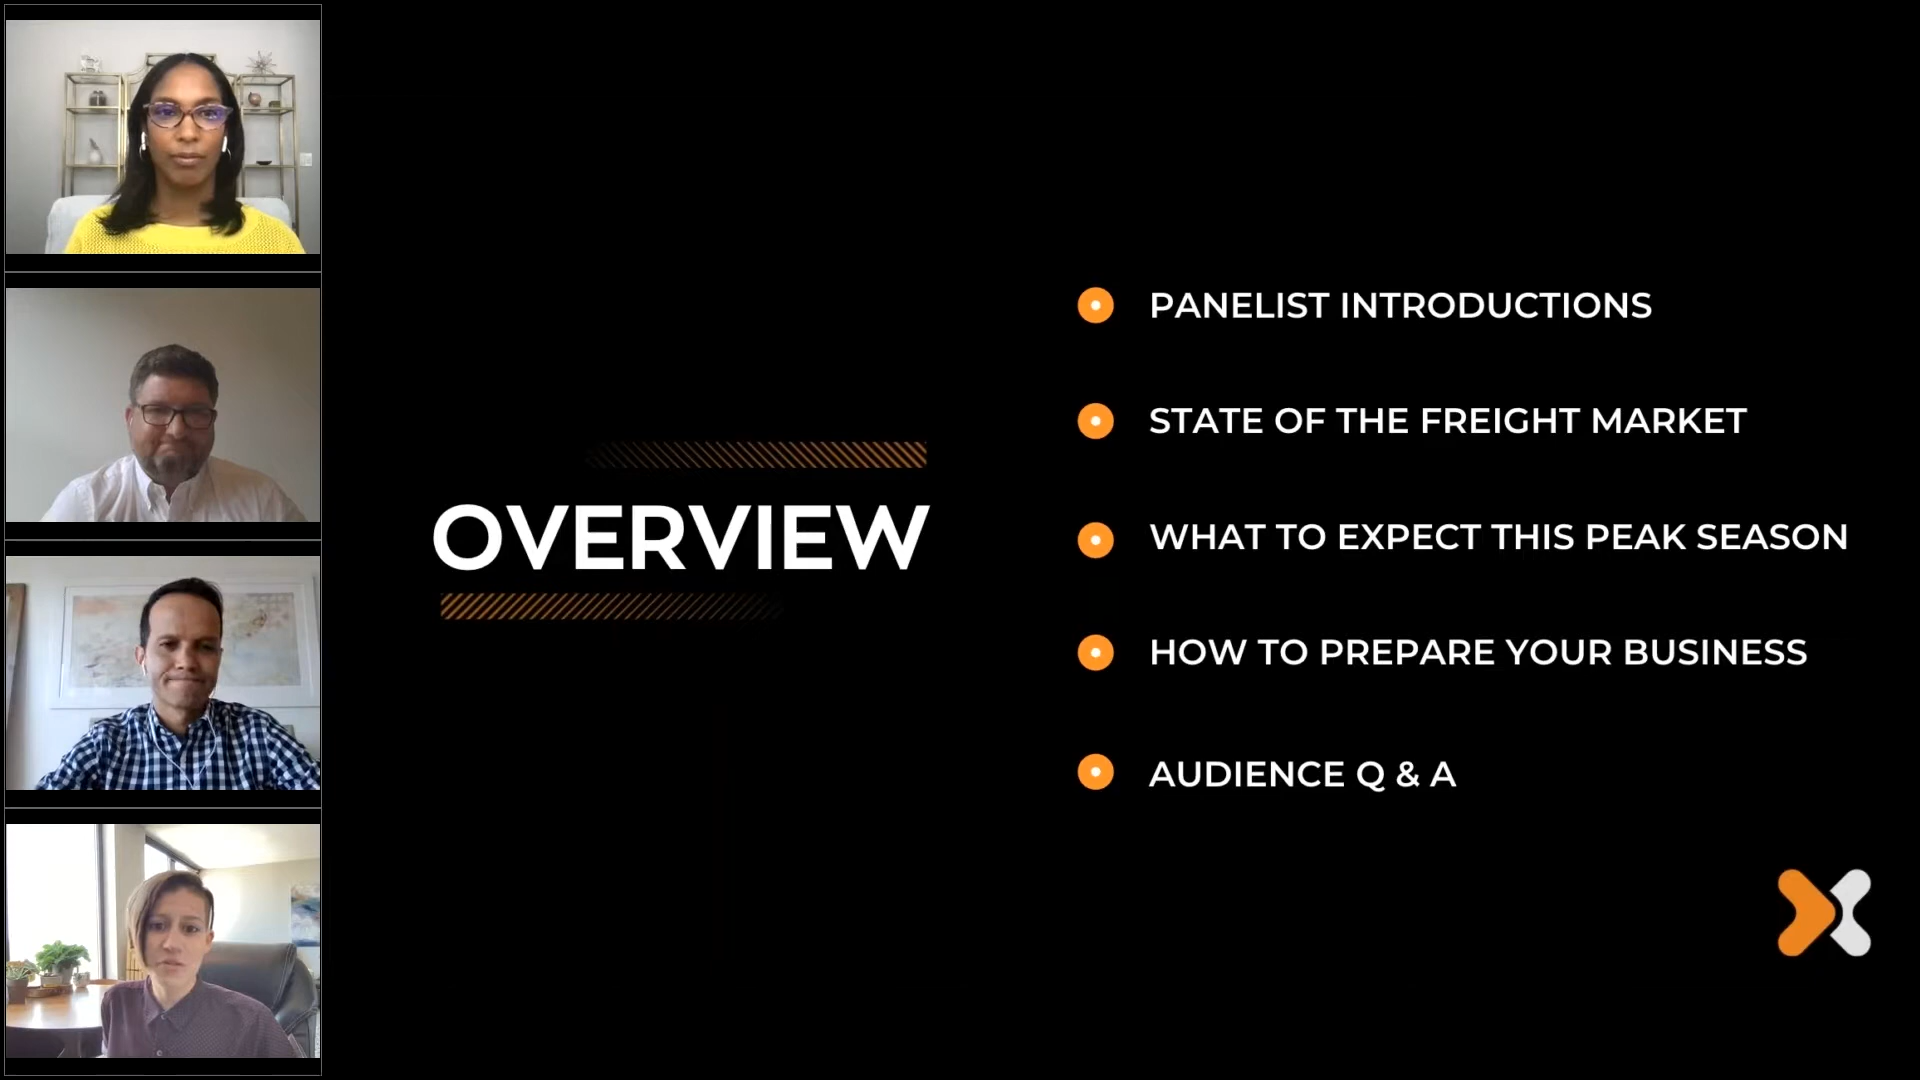 OVERVIEW
PANELIST INTRODUCTIONS
STATE OF THE FREIGHT MARKET
WHAT TO EXPECT THIS PEAK SEASON
HOW TO PREPARE YOUR BUSINESS
AUDIENCE Q & A